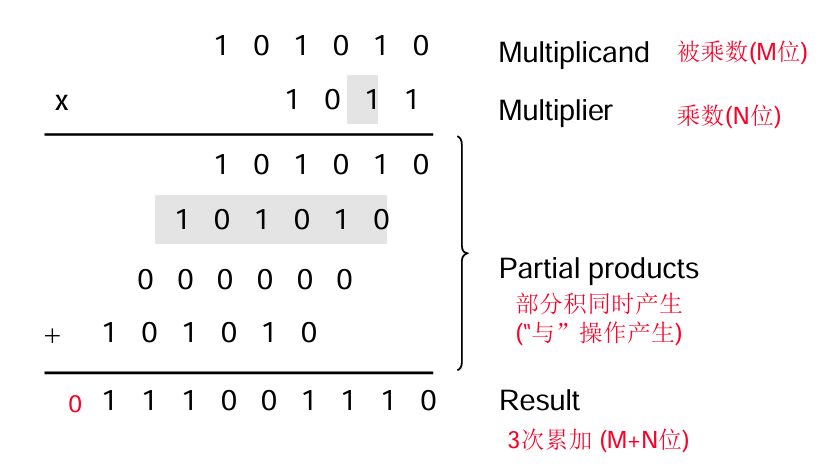 1 0 1 0 1 0 Multiplicand 被乘数(M位)
x 1 0 1 1 Multiplier 乘数(N位)
1 0 1 0 1 0
1 0 1 0 1 0
0 0 0 0 0 0 Partial products
部分积同时产生
+ 1 0 1 0 1 0 (“与”操作产生)
0 1 1 1 0 0 1 1 1 0 Result
3次累加 (M+N位)